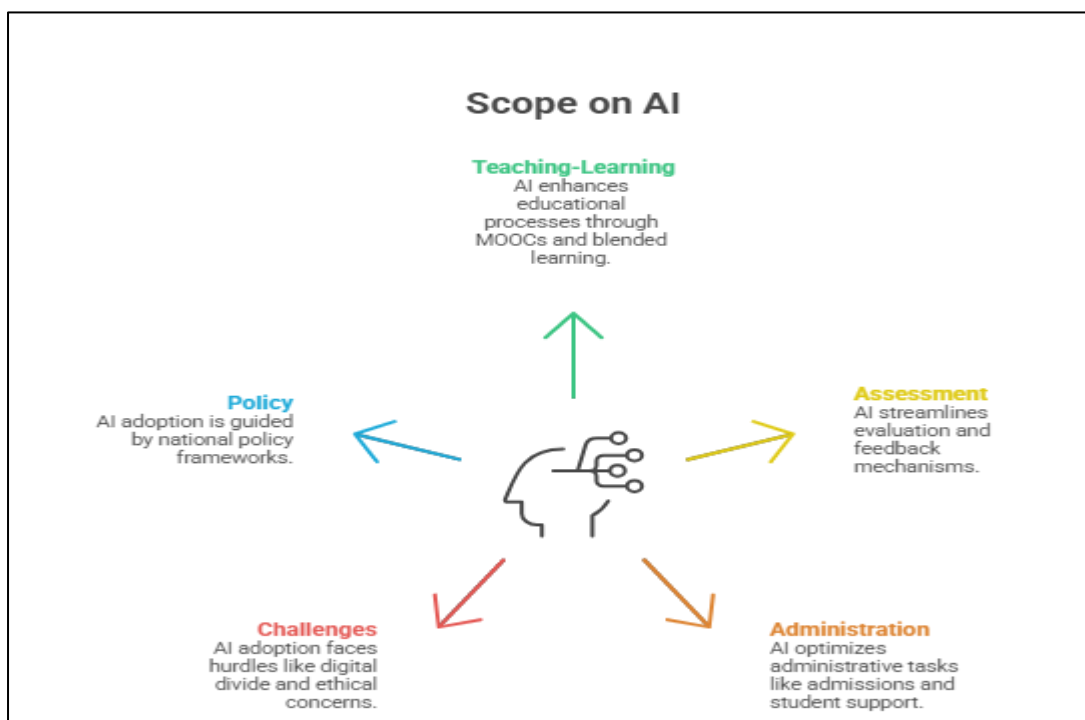 Scope on AI
Teaching-Learning
AI enhances
educational
processes through
MOOCs and blended
learning.
Policy
AI adoption is guided
by national policy
frameworks.
Assessment
AI streamlines
evaluation and
feedback
mechanisms.
Challenges
AI adoption faces
hurdles like digital
divide and ethical
concerns.
Administration
AI optimizes
administrative tasks
like admissions and
student support.